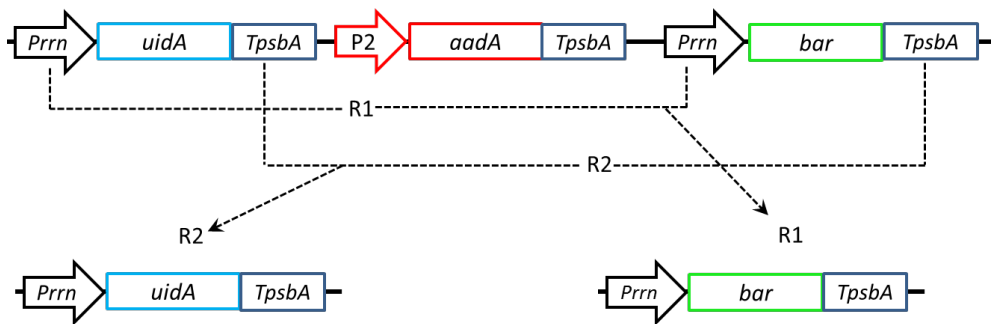 Prrn uidA TpsbA P2 aadA TpsbA Prrn bar TpsbA
R1
R2
R2 R1
Prrn uidA TpsbA Prrn bar TpsbA